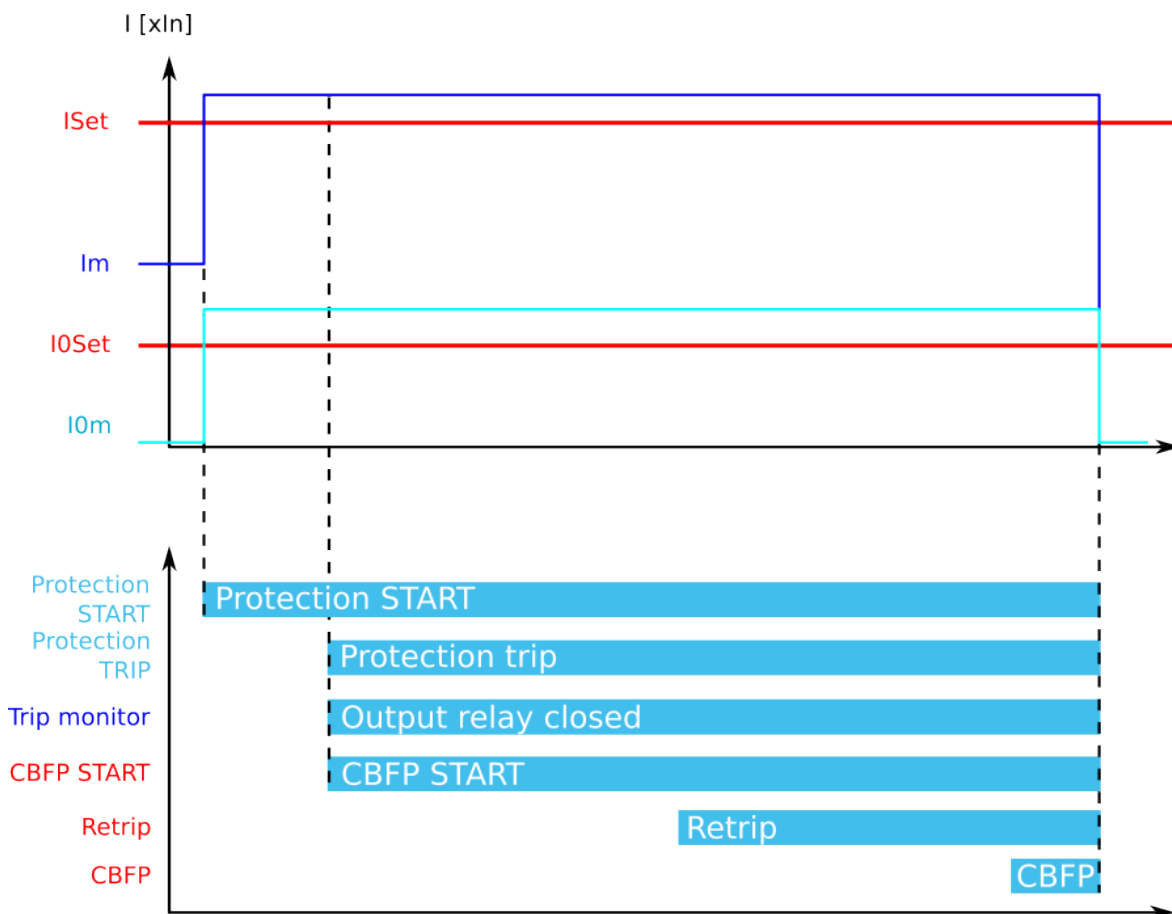 I [xIn]
ISet
Im
I0Set
I0m
Protection
START
Protection START
Protection
TRIP
Protection trip
Trip monitor
Output relay closed
CBFP START
CBFP START
Retrip
Retrip
CBFP
CBFP